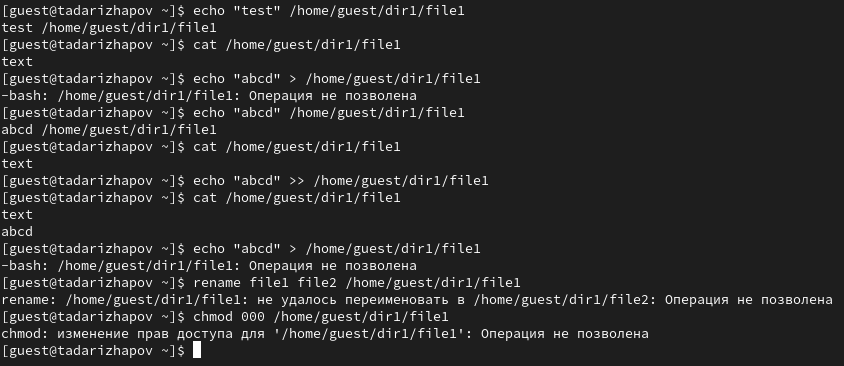 [guest@tadarizhapov ~]$ echo "test" /home/guest/dir1/file1
test /home/guest/dir1/file1
[guest@tadarizhapov ~]$ cat /home/guest/dir1/file1
text
[guest@tadarizhapov ~]$ echo "abcd" > /home/guest/dir1/file1
-bash: /home/guest/dir1/file1: Операция не позволена
[guest@tadarizhapov ~]$ echo "abcd" /home/guest/dir1/file1
abcd /home/guest/dir1/file1
[guest@tadarizhapov ~]$ cat /home/guest/dir1/file1
text
[guest@tadarizhapov ~]$ echo "abcd" >> /home/guest/dir1/file1
[guest@tadarizhapov ~]$ cat /home/guest/dir1/file1
text
abcd
[guest@tadarizhapov ~]$ echo "abcd" > /home/guest/dir1/file1
-bash: /home/guest/dir1/file1: Операция не позволена
[guest@tadarizhapov ~]$ rename file1 file2 /home/guest/dir1/file1
rename: /home/guest/dir1/file1: не удалось переименовать в /home/guest/dir1/file2: Операция не позволена
[guest@tadarizhapov ~]$ chmod 000 /home/guest/dir1/file1
chmod: изменение прав доступа для '/home/guest/dir1/file1': Операция не позволена
[guest@tadarizhapov ~]$